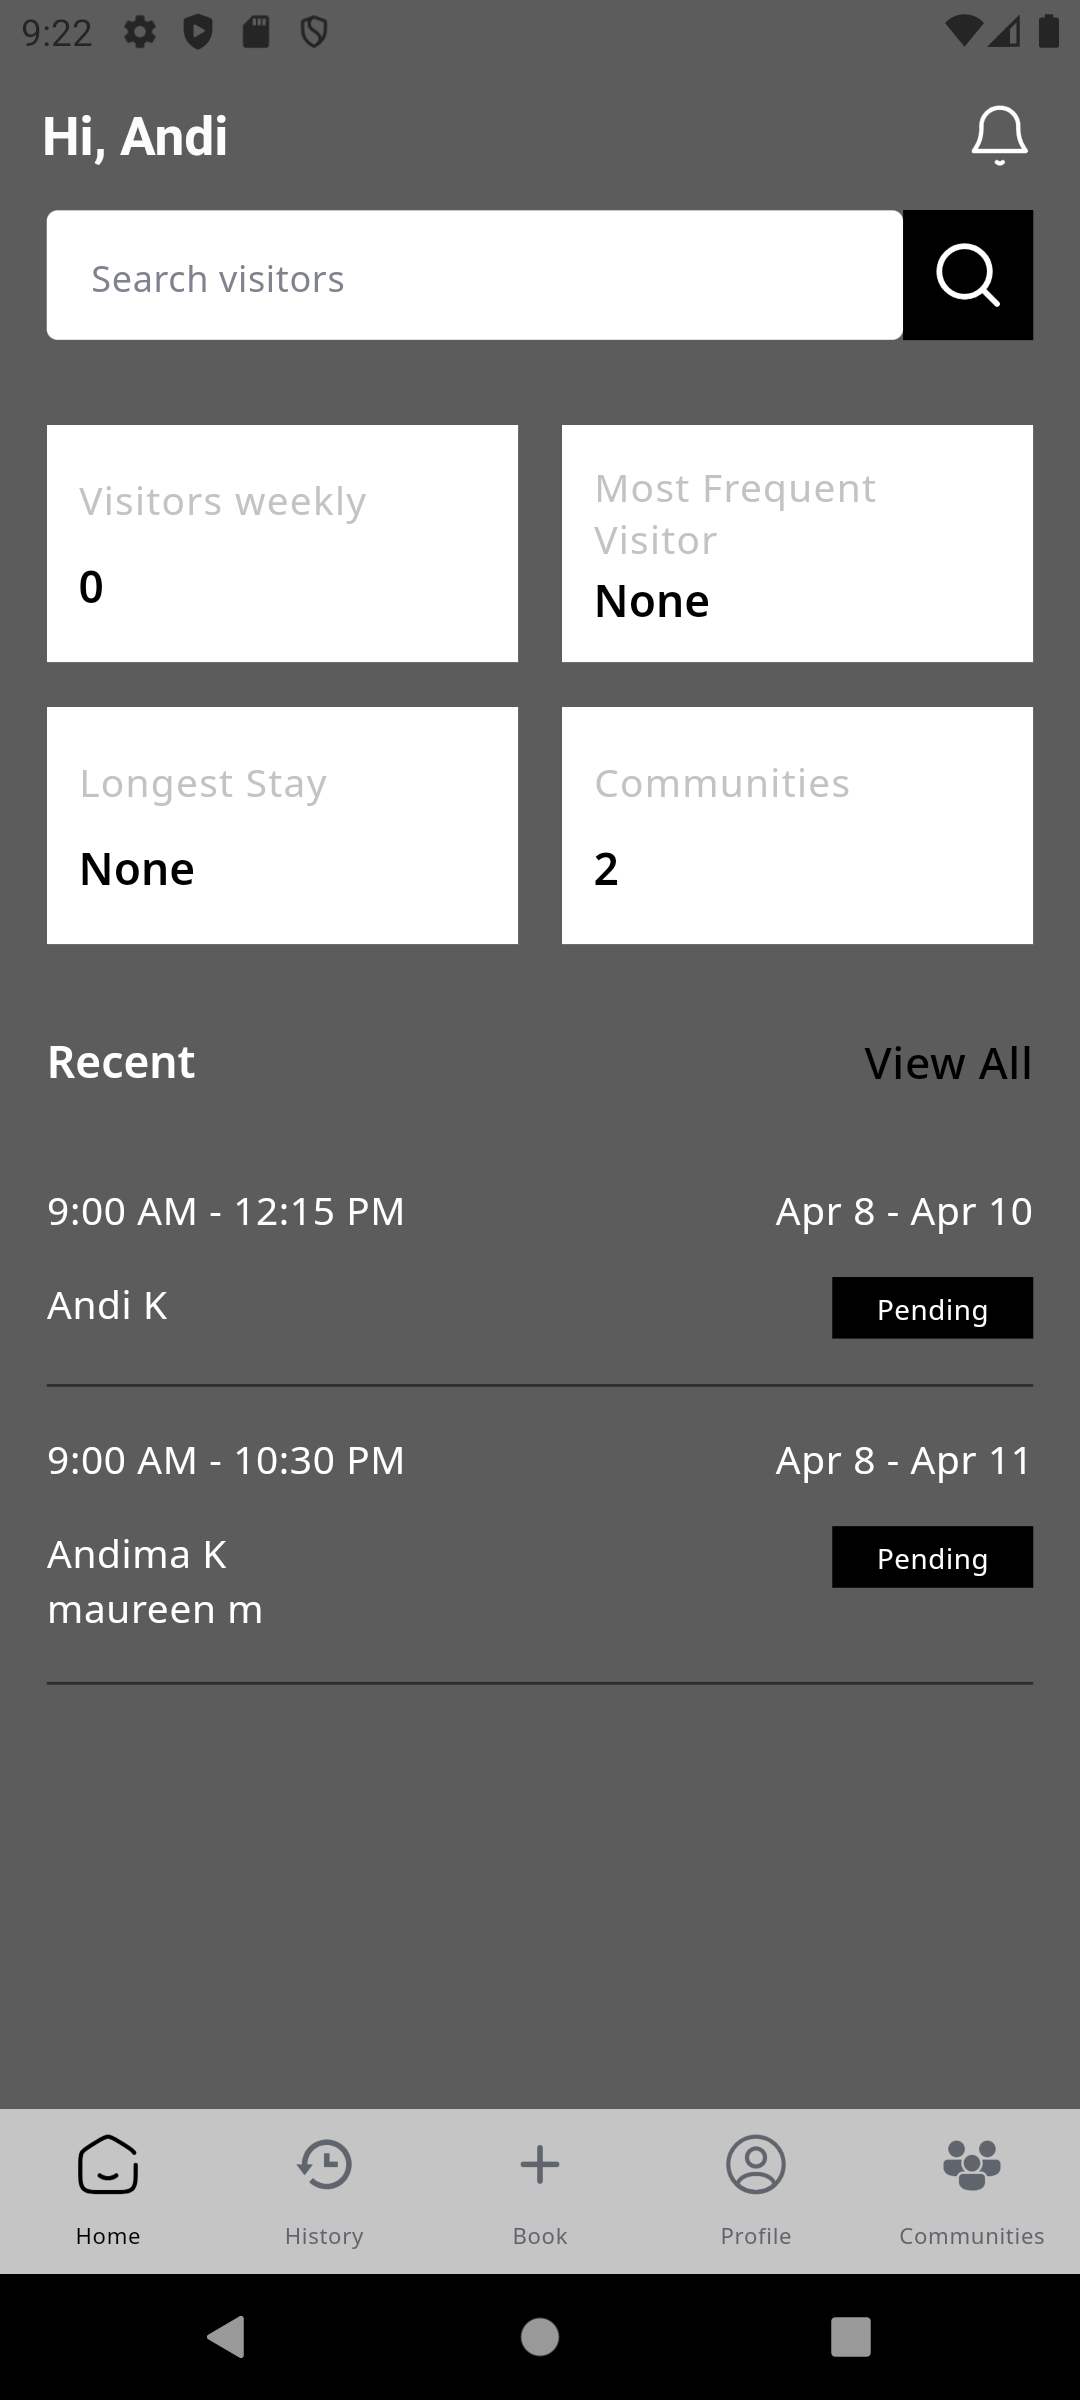 9:22
Hi, Andi
Search visitors
Visitors weekly
0
Most Frequent
Visitor
None
Longest Stay
None
Communities
2
Recent
View All
9:00 AM - 12:15 PM
Apr 8 - Apr 10
Andi K
Pending
9:00 AM - 10:30 PM
Apr 8 - Apr 11
Andima K
maureen m
Pending
Home
History
Book
Profile
Communities